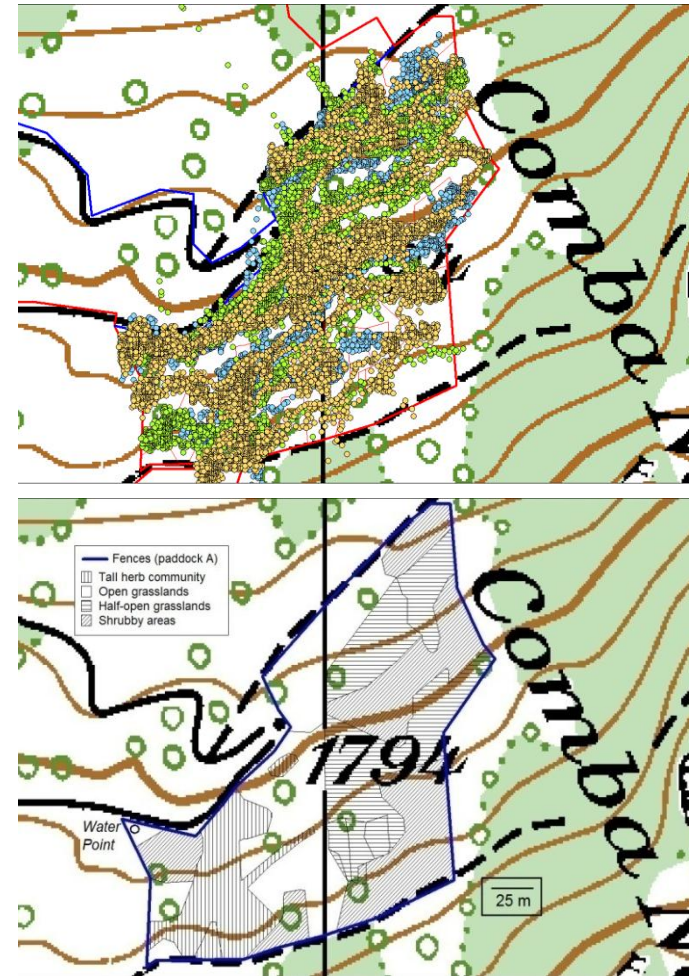 Comba N
Fences (paddock A)
Tall herb community
Open grasslands
Half-open grasslands
Shrubby areas
1794
Comba N
Water
Point
25 m